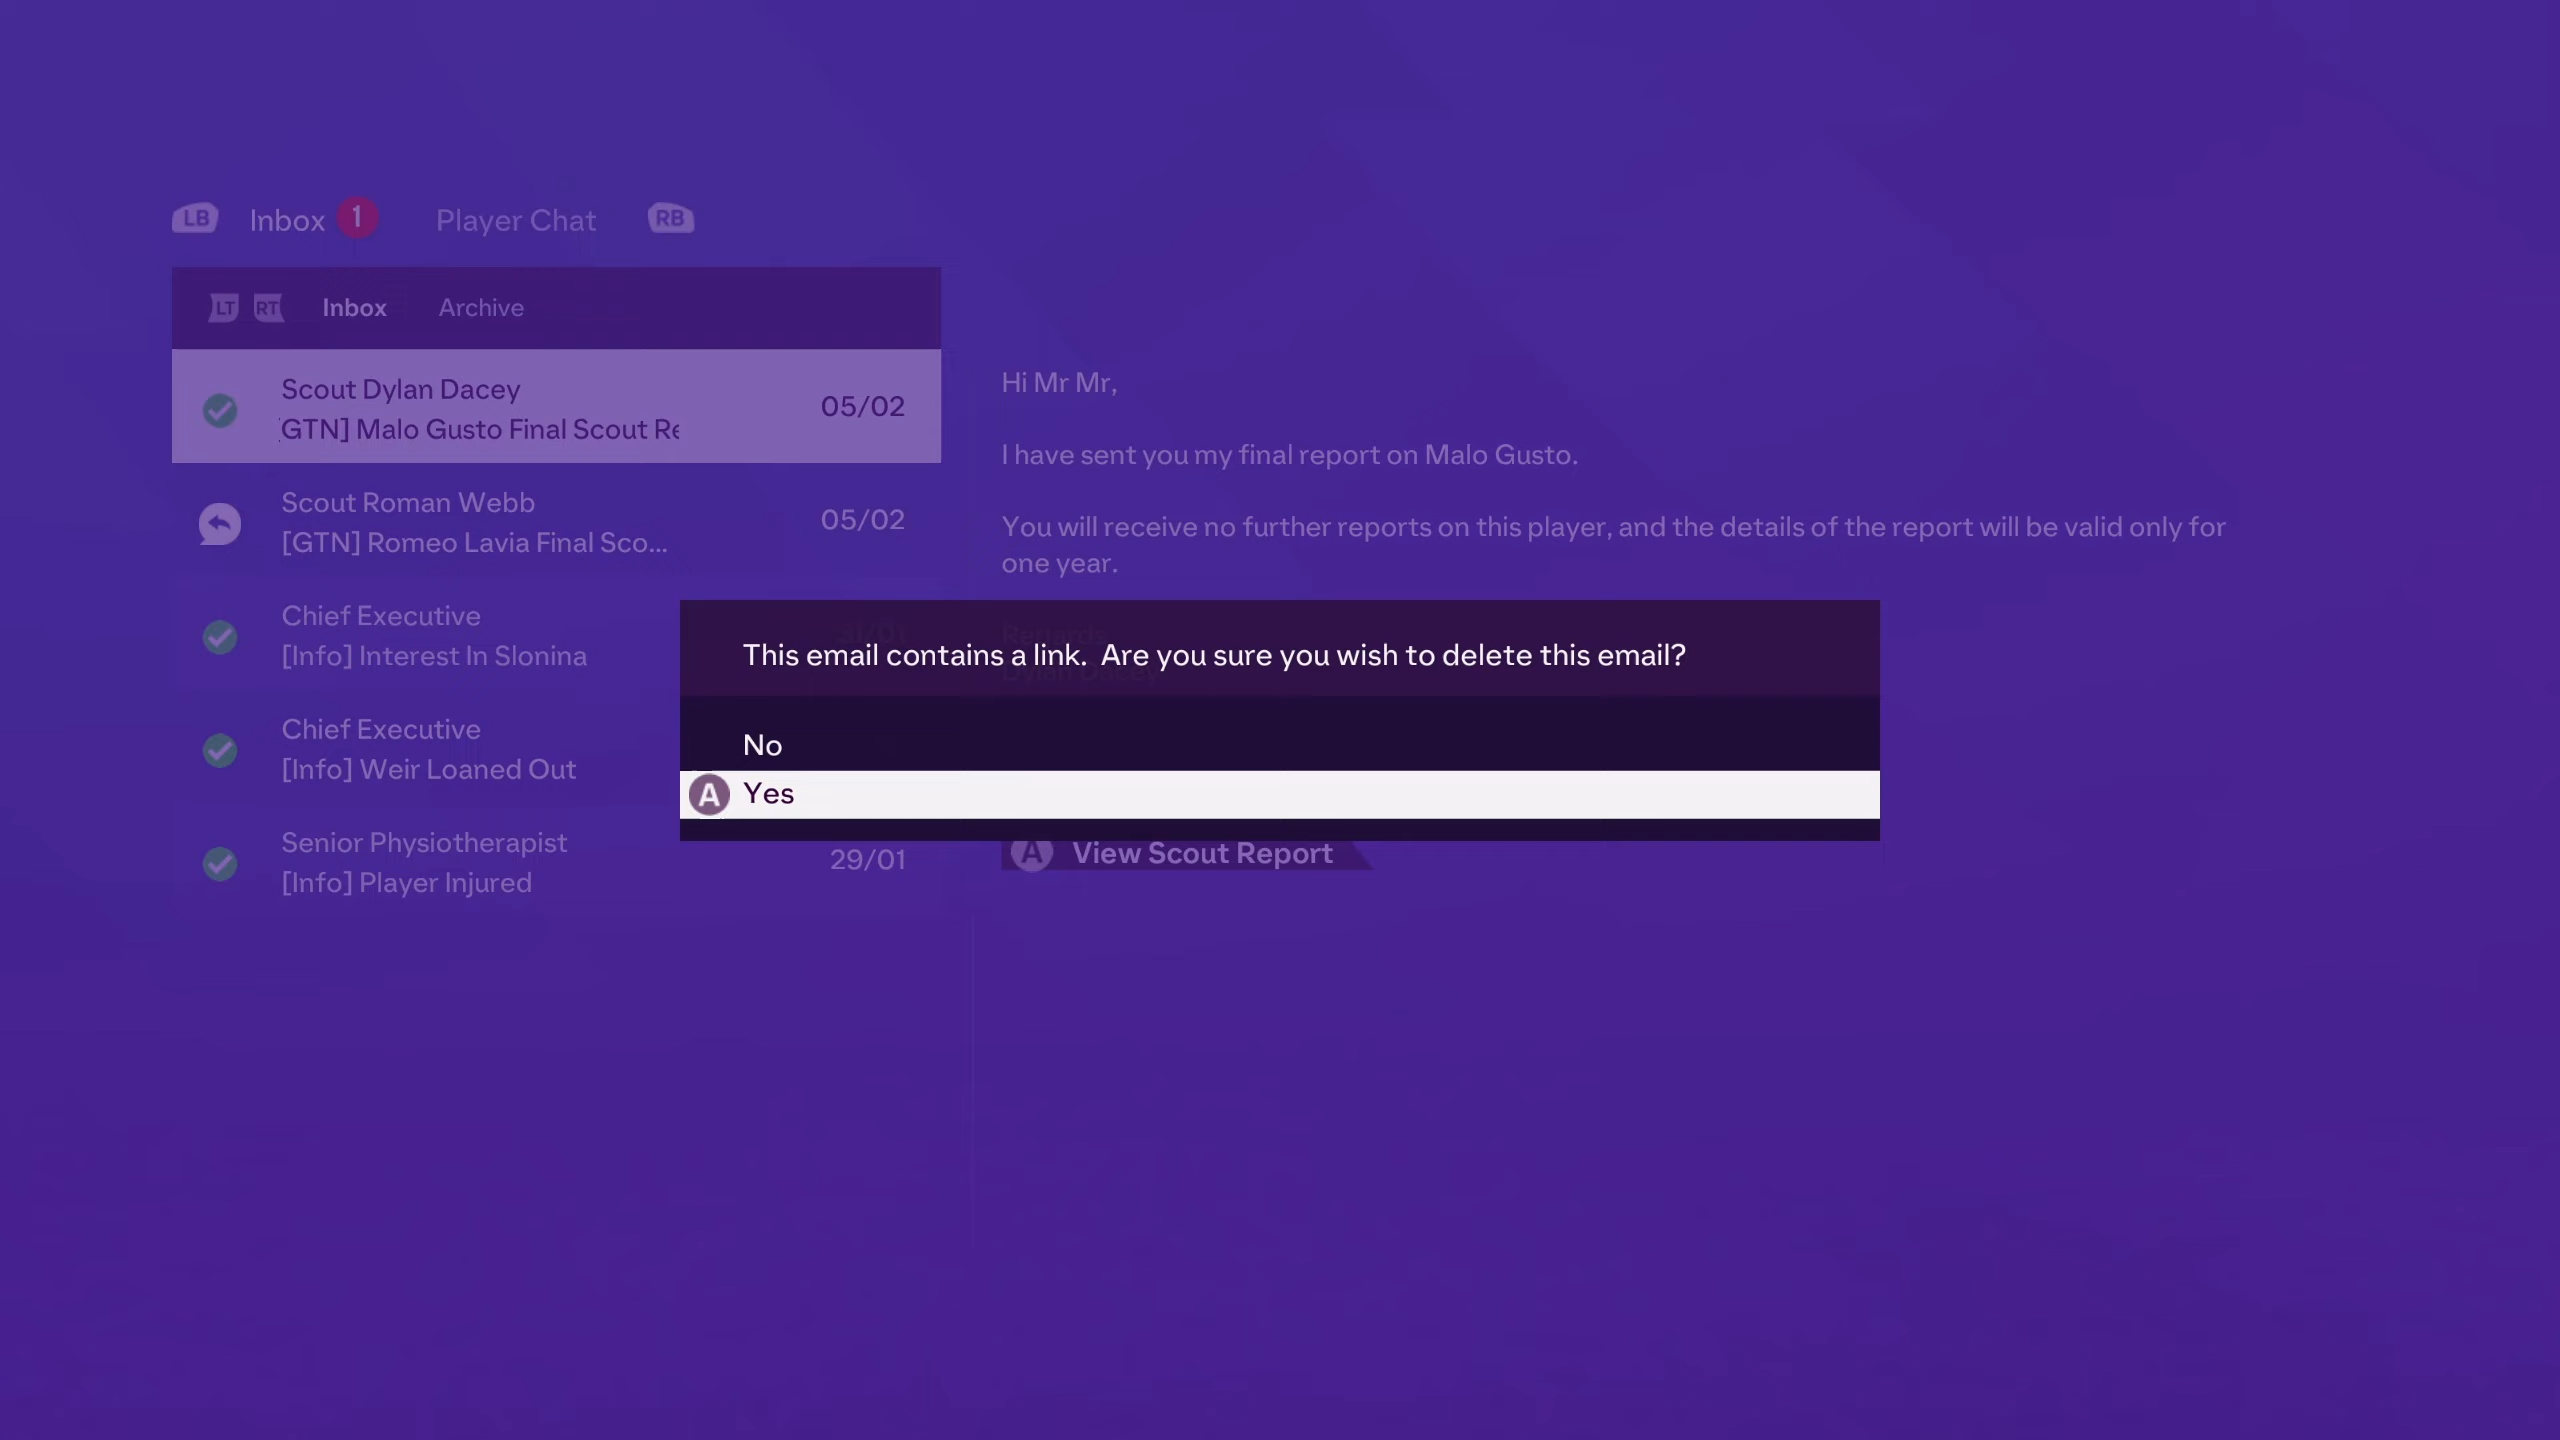 LB Inbox 1 Player Chat RB
LT RT Inbox Archive
Scout Dylan Dacey
[GTN] Malo Gusto Final Scout Re
05/02
Scout Roman Webb
[GTN] Romeo Lavia Final Sco...
05/02
Chief Executive
[Info] Interest In Slonina
31/01
Chief Executive
[Info] Weir Loaned Out
Senior Physiotherapist
[Info] Player Injured
29/01
Hi Mr Mr,
I have sent you my final report on Malo Gusto.
You will receive no further reports on this player, and the details of the report will be valid only for
one year.
Regards,
Dylan Dacey
This email contains a link. Are you sure you wish to delete this email?
No
A Yes
A View Scout Report